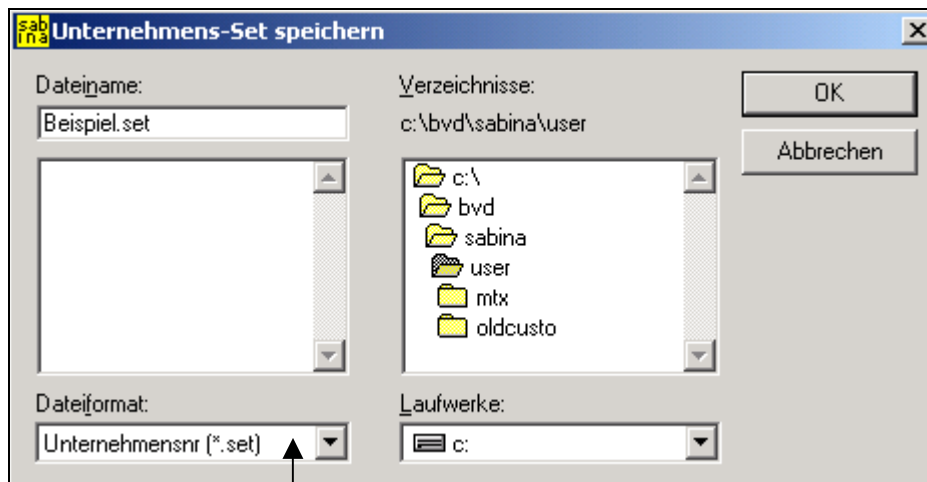 sab
ina
Unternehmens-Set speichern
Dateiname:
Beispiel.set
Verzeichnisse:
c:\bvd\sabina\user
c:\
bvd
sabina
user
mtx
oldcusto
OK
Abbrechen
Dateiformat:
Unternehmensnr (*.set)
Laufwerke:
c: